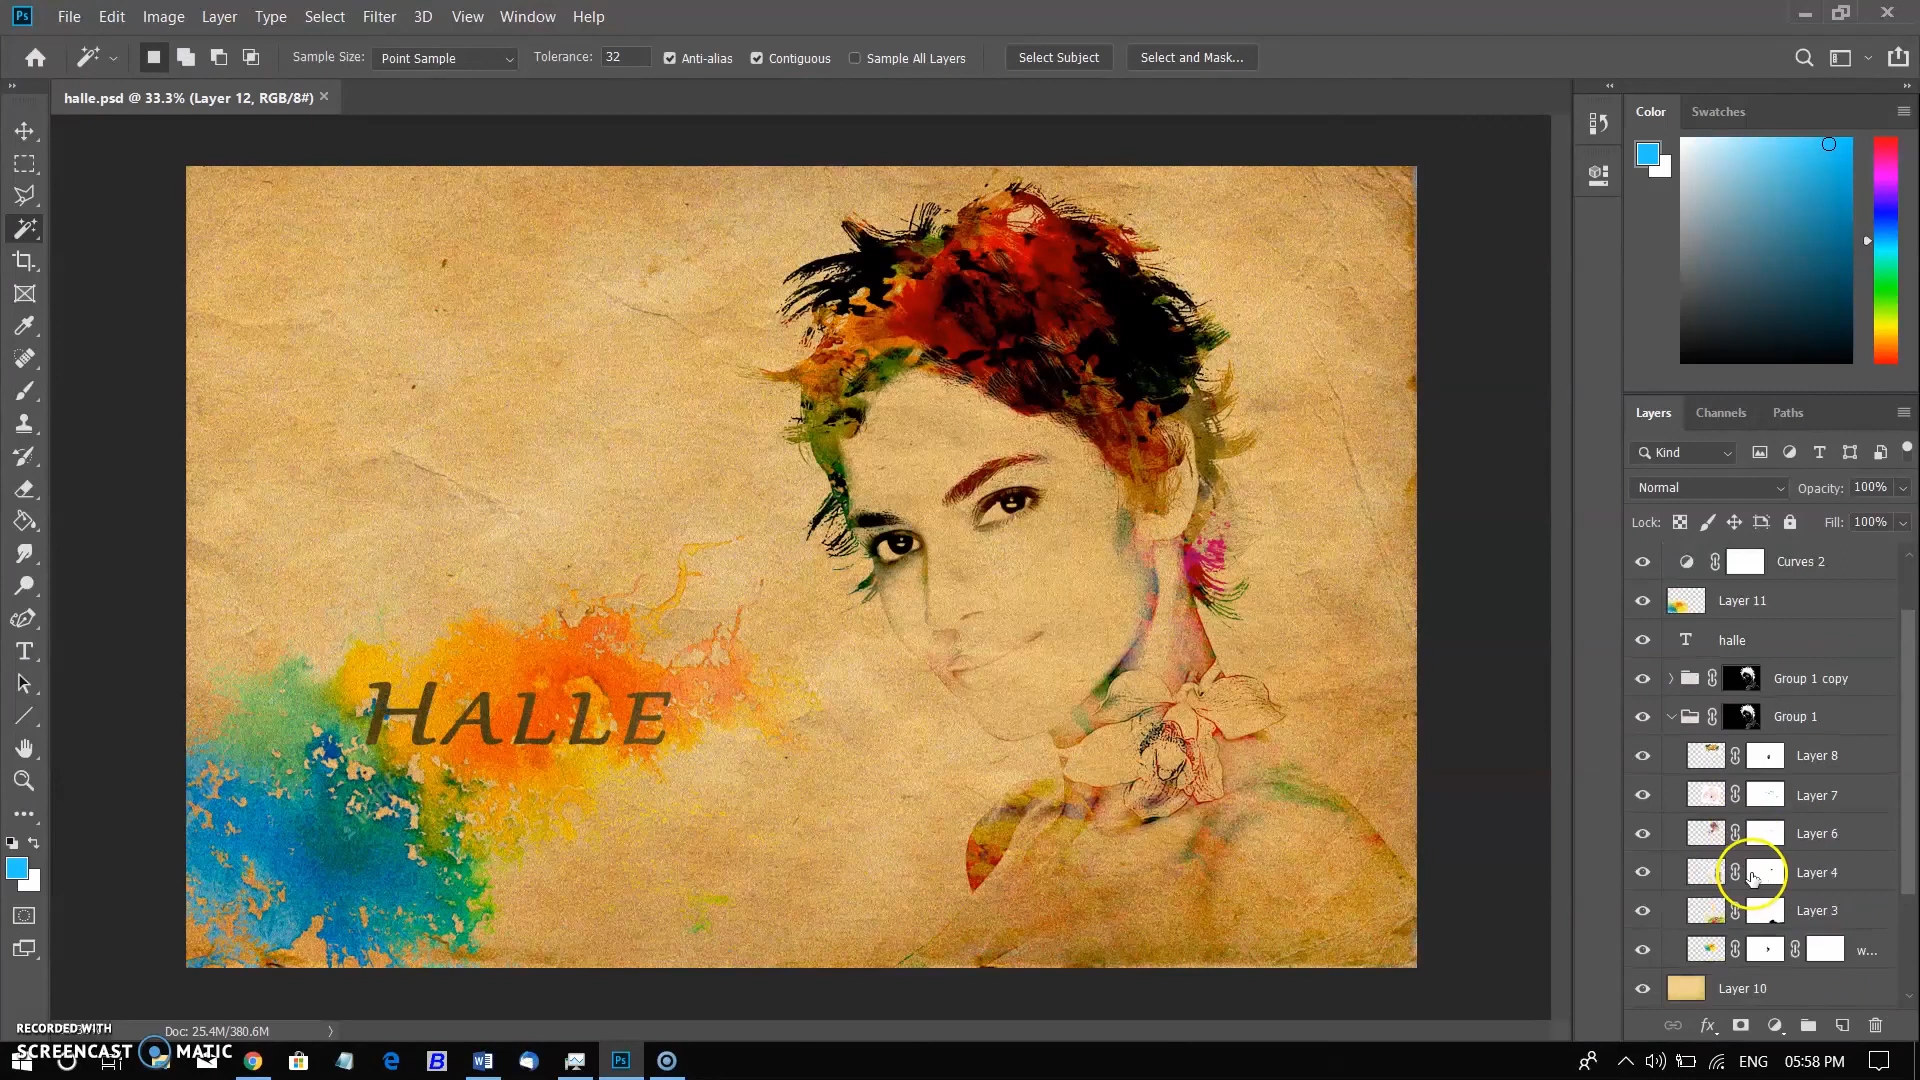 Ps File Edit Image Layer Type Select Filter 3D View Window Help
Sample Size: Point Sample Tolerance: 32 Anti-alias Contiguous Sample All Layers Select Subject Select and Mask...
halle.psd @ 33.3% (Layer 12, RGB/8#) ×
Color Swatches
Layers Channels Paths
Kind
Normal Opacity: 100%
Lock: Fill: 100%
Curves 2
Layer 11
halle
Group 1 copy
Group 1
Layer 8
Layer 7
Layer 6
Layer 4
Layer 3
w...
Layer 10
HALLE
Doc: 25.4M/380.6M
RECORDED WITH
SCREENCAST MATIC
ENG 05:58 PM